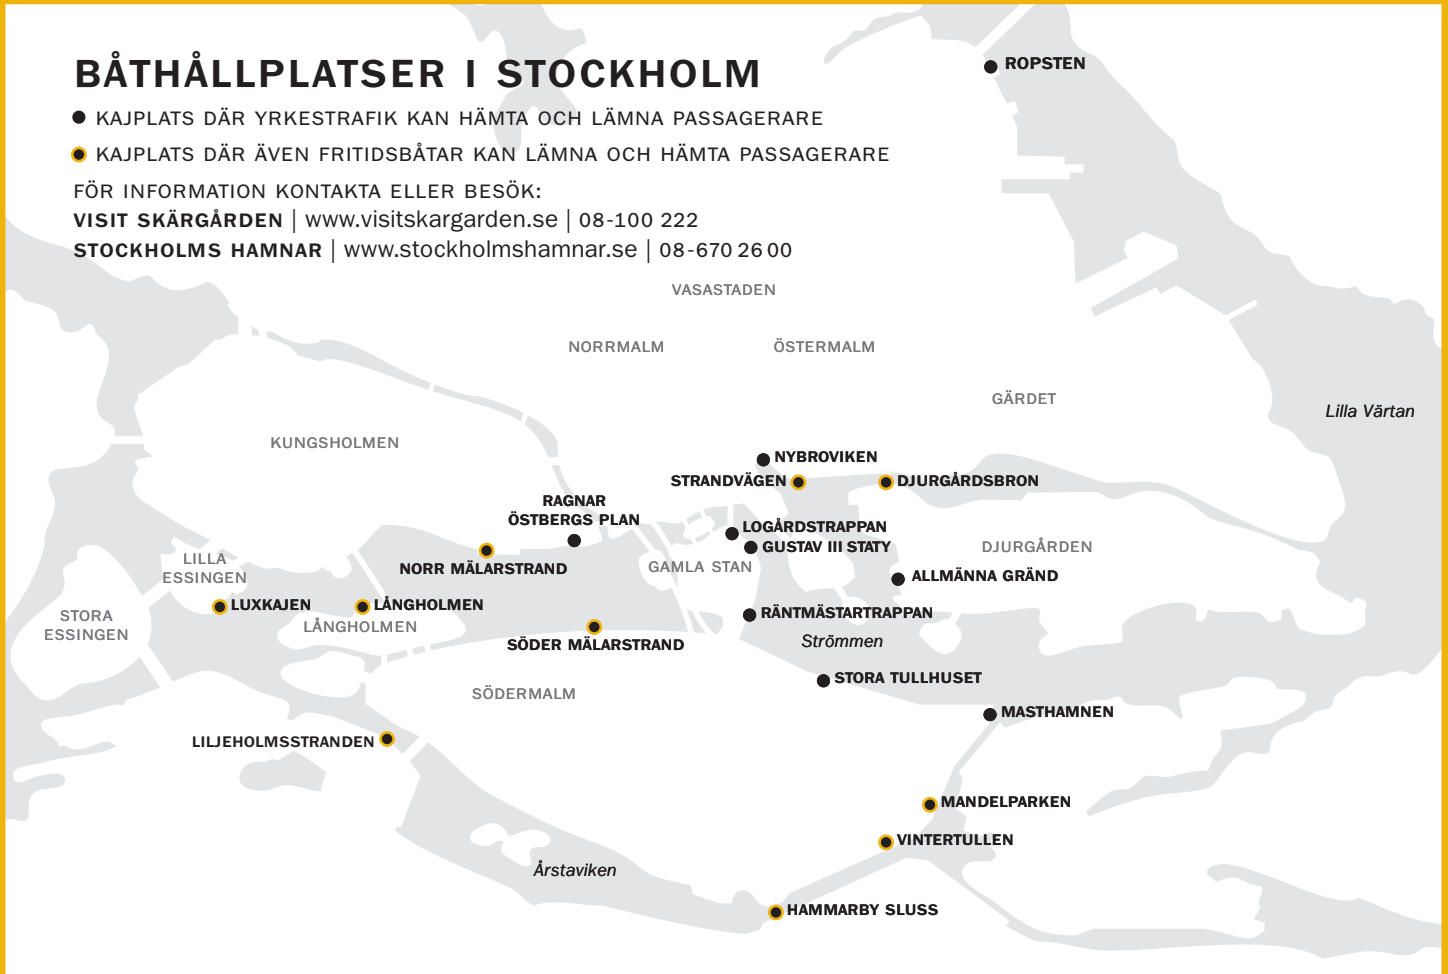 BÅTHÅLLPLATSER I STOCKHOLM
KAJPLATS DÄR YRKESTRAFIK KAN HÄMTA OCH LÄMNA PASSAGERARE
KAJPLATS DÄR ÄVEN FRITIDSBÅTAR KAN LÄMNA OCH HÄMTA PASSAGERARE
FÖR INFORMATION KONTAKTA ELLER BESÖK:
VISIT SKÄRGÅRDEN | www.visitskargarden.se | 08-100 222
STOCKHOLMS HAMNAR | www.stockholmshamnar.se | 08-670 26 00
ROPSTEN
VASASTADEN
NORRMALM
ÖSTERMALM
GÄRDET
Lilla Värtan
KUNGSHOLMEN
NYBROVIKEN
STRANDVÄGEN
DJURGÅRDSBRON
RAGNAR
ÖSTBERGS PLAN
LOGÅRDSTRAPPAN
GUSTAV III STATY
DJURGÅRDEN
LILLA
ESSINGEN
NORR MÄLARSTRAND
GAMLA STAN
ALLMÄNNA GRÄND
LUXKAJEN
LÅNGHOLMEN
LÅNGHOLMEN
STORA
ESSINGEN
RÄNTMÄSTARTRAPPAN
SÖDER MÄLARSTRAND
Strömmen
STORA TULLHUSET
SÖDERMALM
MASTHAMNEN
LILJEHOLMSSTRANDEN
MANDELPARKEN
VINTERTULLEN
Årstaviken
HAMMARBY SLUSS